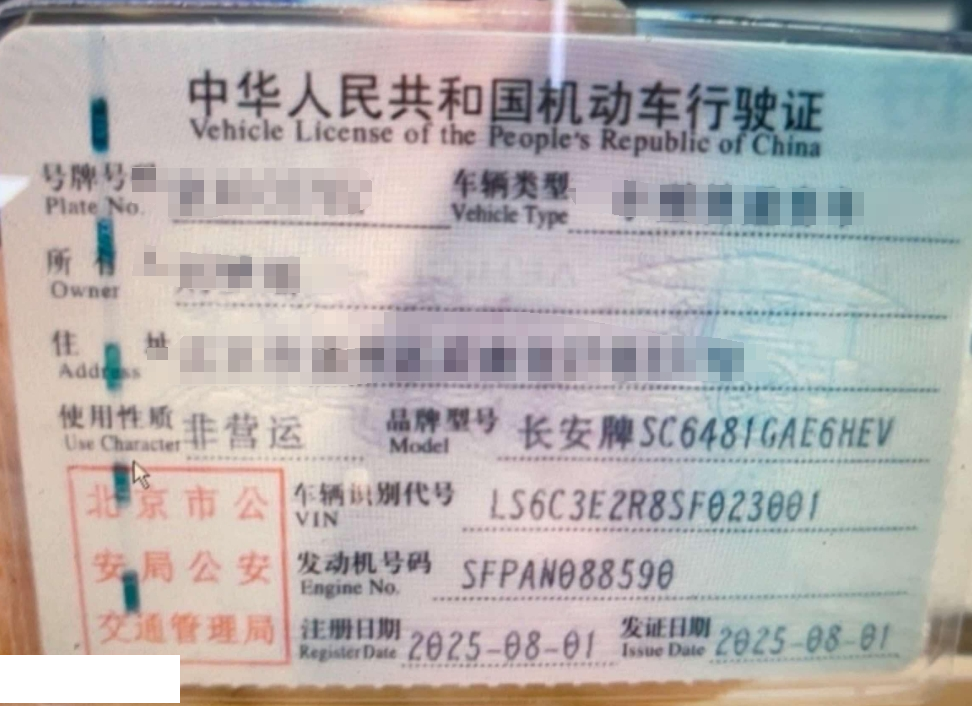 中华人民共和国机动车行驶证
Vehicle License of the People's Republic of China
号牌号
Plate No.
车辆类型
Vehicle Type
所有
Owner
住址
Address
使用性质 非营运
Use Character
品牌型号 长安牌SC6481GAE6HEV
Model
北京市公
安局公安
交通管理局
车辆识别代号 LS6C3E2R8SF023001
VIN
发动机号码 SFPAN088590
Engine No.
注册日期 2025-08-01
Register Date
发证日期 2025-08-01
Issue Date